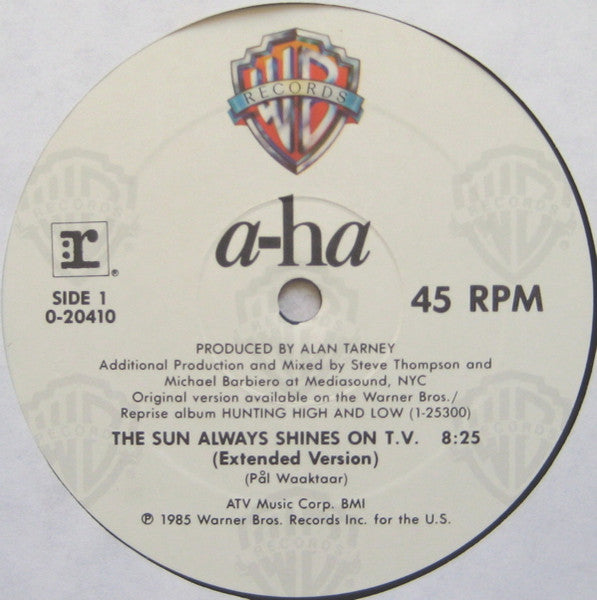 WB
RECORDS
a-ha
r®
SIDE 1
0-20410
45 RPM
PRODUCED BY ALAN TARNEY
Additional Production and Mixed by Steve Thompson and
Michael Barbiero at Mediasound, NYC
Original version available on the Warner Bros./
Reprise album HUNTING HIGH AND LOW (1-25300)
THE SUN ALWAYS SHINES ON T.V. 8:25
(Extended Version)
(Pål Waaktaar)
ATV Music Corp. BMI
℗ 1985 Warner Bros. Records Inc. for the U.S.